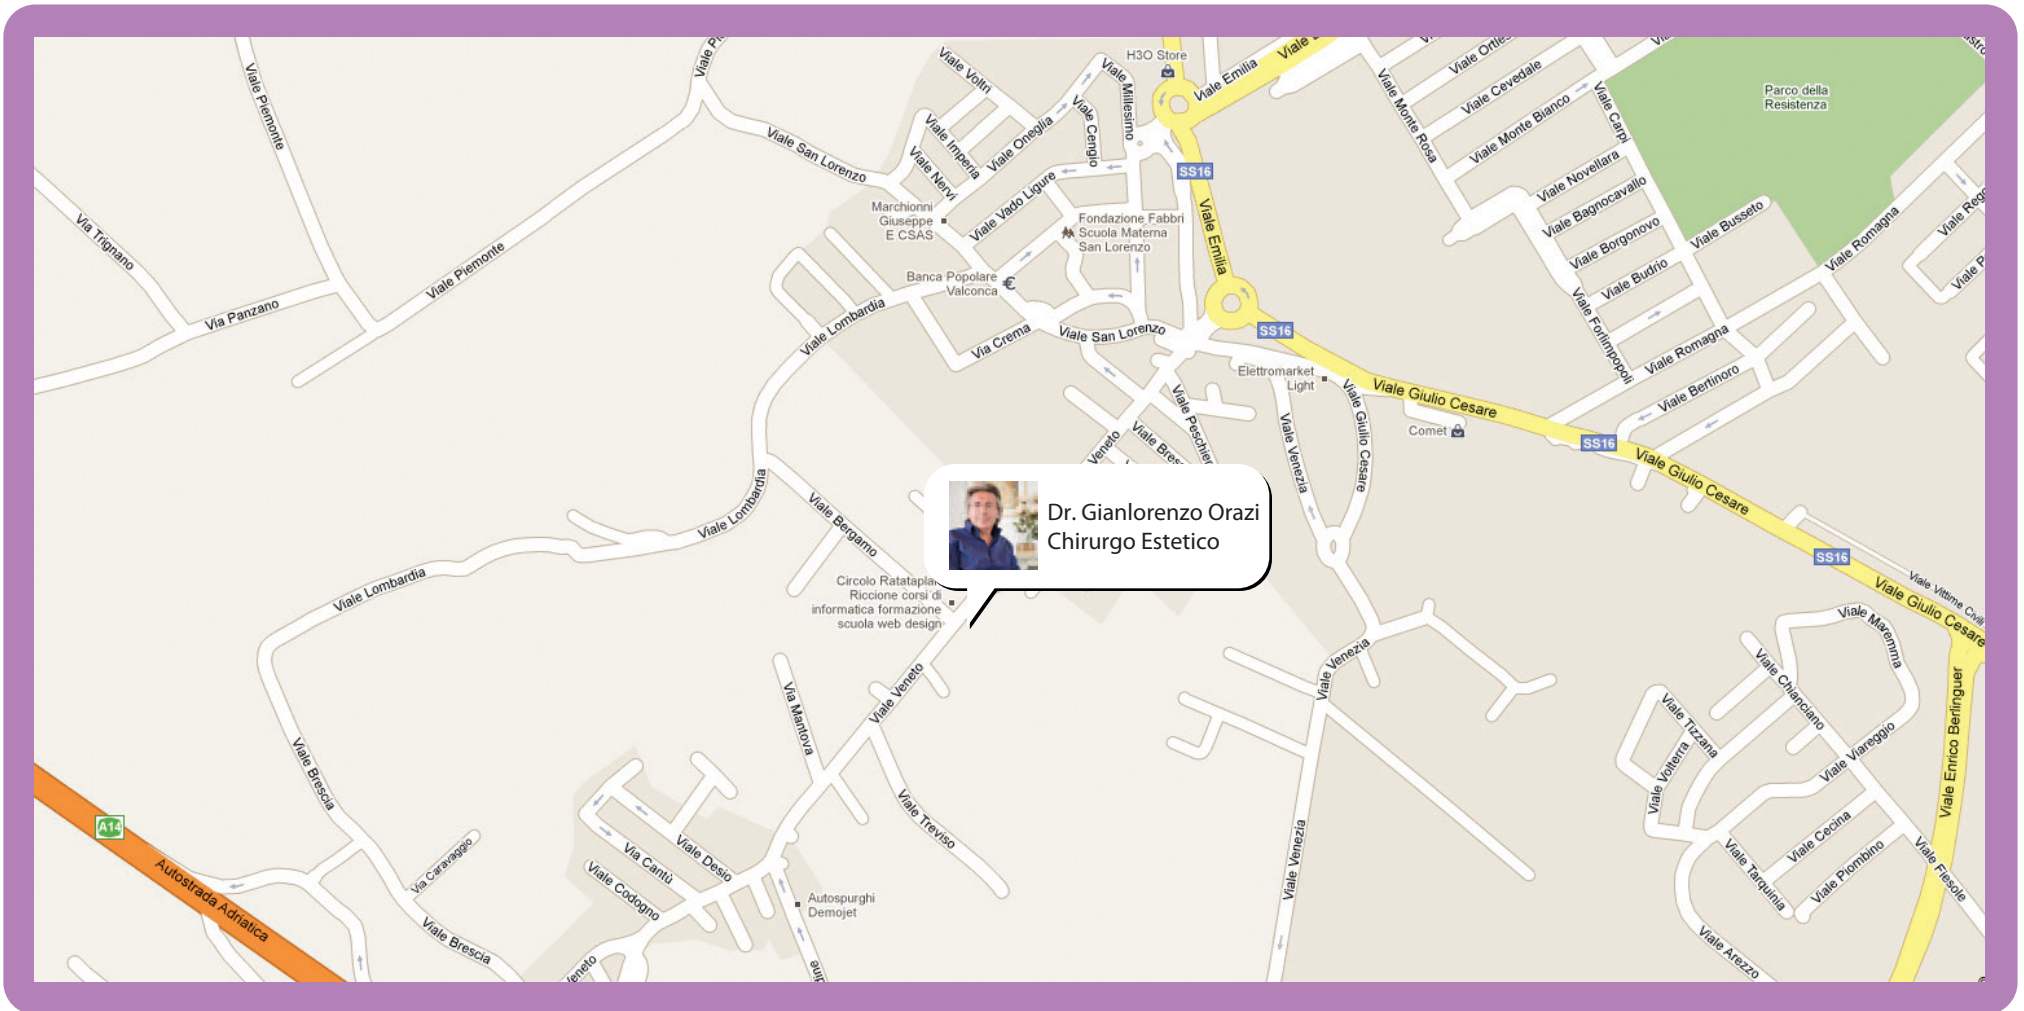 H3O Store
Viale Emilia
Viale Voltri
Viale Millesimo
Viale Piemonte
Viale San Lorenzo
Viale Imperia
Viale Oneglia
Viale Cengio
Viale Nervi
Viale Vado Ligure
SS16
Viale Emilia
Viale Monte Rosa
Viale Cevedale
Viale Monte Bianco
Viale Carpi
Parco della
Resistenza
Viale Novellara
Viale Bagnocavallo
Viale Borgonovo
Viale Budrio
Viale Busseto
Viale Romagna
Viale Forlimpopoli
Viale Romagna
Viale Bertinoro
Via Trignano
Via Panzano
Viale Piemonte
Marchionni
Giuseppe
E CSAS
Fondazione Fabbri
Scuola Materna
San Lorenzo
Banca Popolare
Valconca
€
Viale Lombardia
Via Crema
Viale San Lorenzo
SS16
Elettromarket
Light
Viale Giulio Cesare
Comet
SS16
Viale Giulio Cesare
Viale Peschier
Viale Bres
Veneto
Viale Venezia
Viale Giulio Cesare
Viale Lombardia
Viale Bergamo
Dr. Gianlorenzo Orazi
Chirurgo Estetico
SS16
Viale Vittime Civili
Viale Giulio Cesare
Viale Lombardia
Circolo Ratataplan
Riccione corsi di
informatica formazione
scuola web design
Viale Veneto
Via Mantova
Viale Venezia
Viale Maremma
Viale Chianciano
Viale Tizzana
Viale Volterra
Viale Viareggio
Viale Enrico Berlinguer
Viale Brescia
Viale Treviso
A14
Autostrada Adriatica
Via Caravaggio
Viale Brescia
Via Cantù
Viale Desio
Viale Codogno
Autospurghi
Demojet
Veneto
Viale Venezia
Viale Cecina
Viale Piombino
Viale Tarquinia
Viale Fiesole
Viale Arezzo